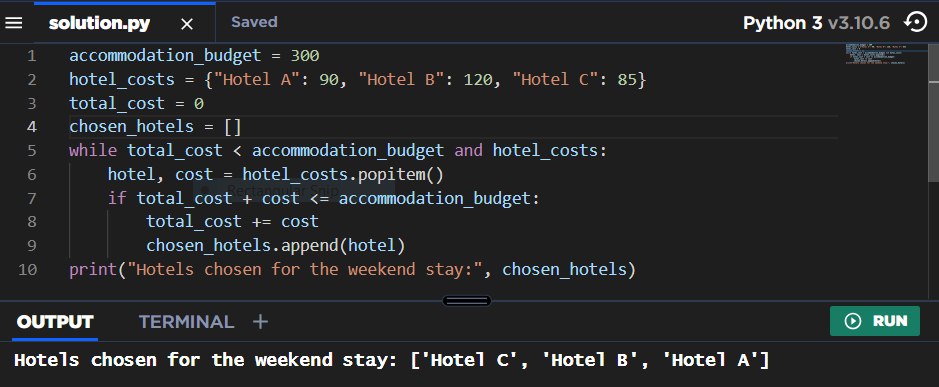 solution.py × Saved Python 3 v3.10.6
1 accommodation_budget = 300
2 hotel_costs = {"Hotel A": 90, "Hotel B": 120, "Hotel C": 85}
3 total_cost = 0
4 chosen_hotels = []
5 while total_cost < accommodation_budget and hotel_costs:
6     hotel, cost = hotel_costs.popitem()
7     if total_cost + cost <= accommodation_budget:
8         total_cost += cost
9         chosen_hotels.append(hotel)
10 print("Hotels chosen for the weekend stay:", chosen_hotels)
Rectangular Snip
OUTPUT TERMINAL + RUN
Hotels chosen for the weekend stay: ['Hotel C', 'Hotel B', 'Hotel A']